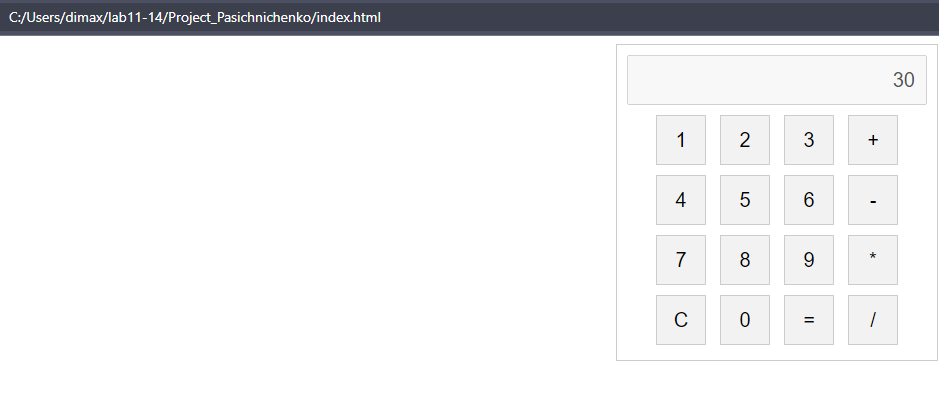 C:/Users/dimax/lab11-14/Project_Pasichnichenko/index.html
30
1 2 3 +
4 5 6 -
7 8 9 *
C 0 = /